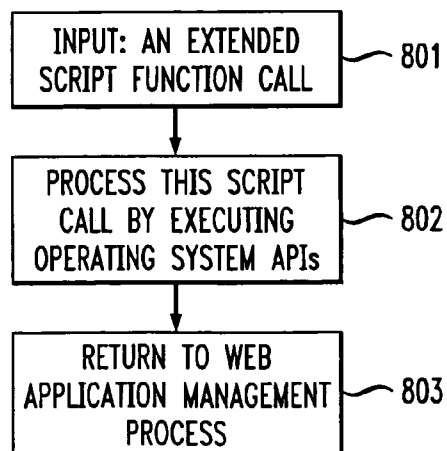 INPUT: AN EXTENDED
SCRIPT FUNCTION CALL
801
PROCESS THIS SCRIPT
CALL BY EXECUTING
OPERATING SYSTEM APIs
802
RETURN TO WEB
APPLICATION MANAGEMENT
PROCESS
803